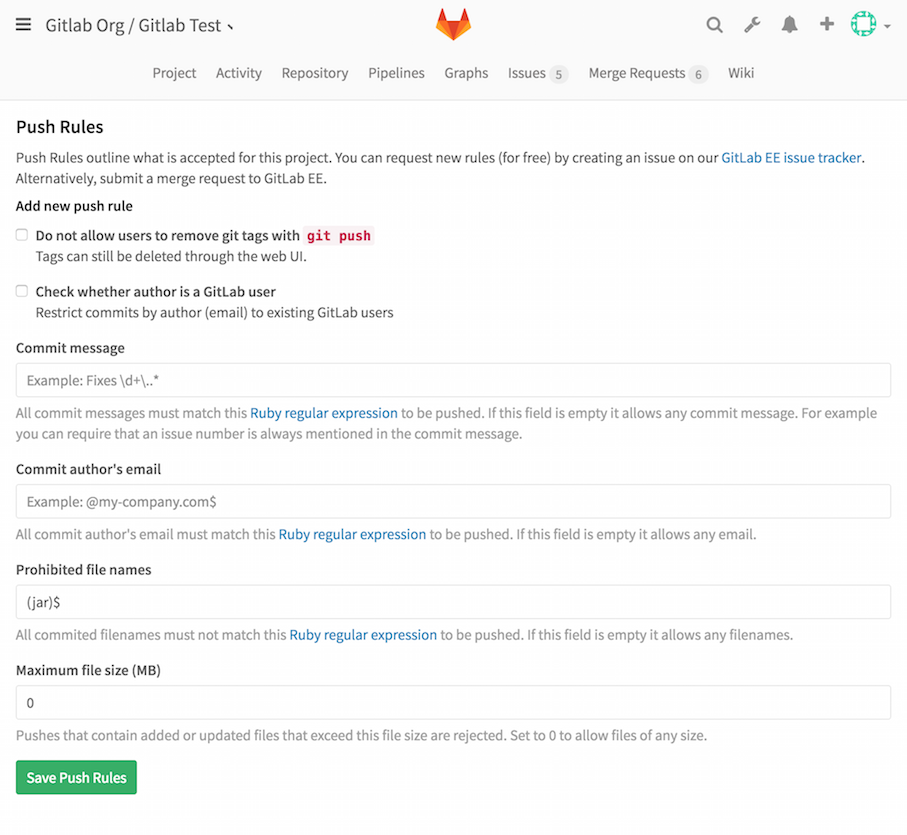 Gitlab Org / Gitlab Test
Project Activity Repository Pipelines Graphs Issues 5 Merge Requests 6 Wiki
Push Rules
Push Rules outline what is accepted for this project. You can request new rules (for free) by creating an issue on our GitLab EE issue tracker.
Alternatively, submit a merge request to GitLab EE.
Add new push rule
Do not allow users to remove git tags with git push
Tags can still be deleted through the web UI.
Check whether author is a GitLab user
Restrict commits by author (email) to existing GitLab users
Commit message
Example: Fixes \d+\..*
All commit messages must match this Ruby regular expression to be pushed. If this field is empty it allows any commit message. For example
you can require that an issue number is always mentioned in the commit message.
Commit author's email
Example: @my-company.com$
All commit author's email must match this Ruby regular expression to be pushed. If this field is empty it allows any email.
Prohibited file names
(jar)$
All commited filenames must not match this Ruby regular expression to be pushed. If this field is empty it allows any filenames.
Maximum file size (MB)
0
Pushes that contain added or updated files that exceed this file size are rejected. Set to 0 to allow files of any size.
Save Push Rules